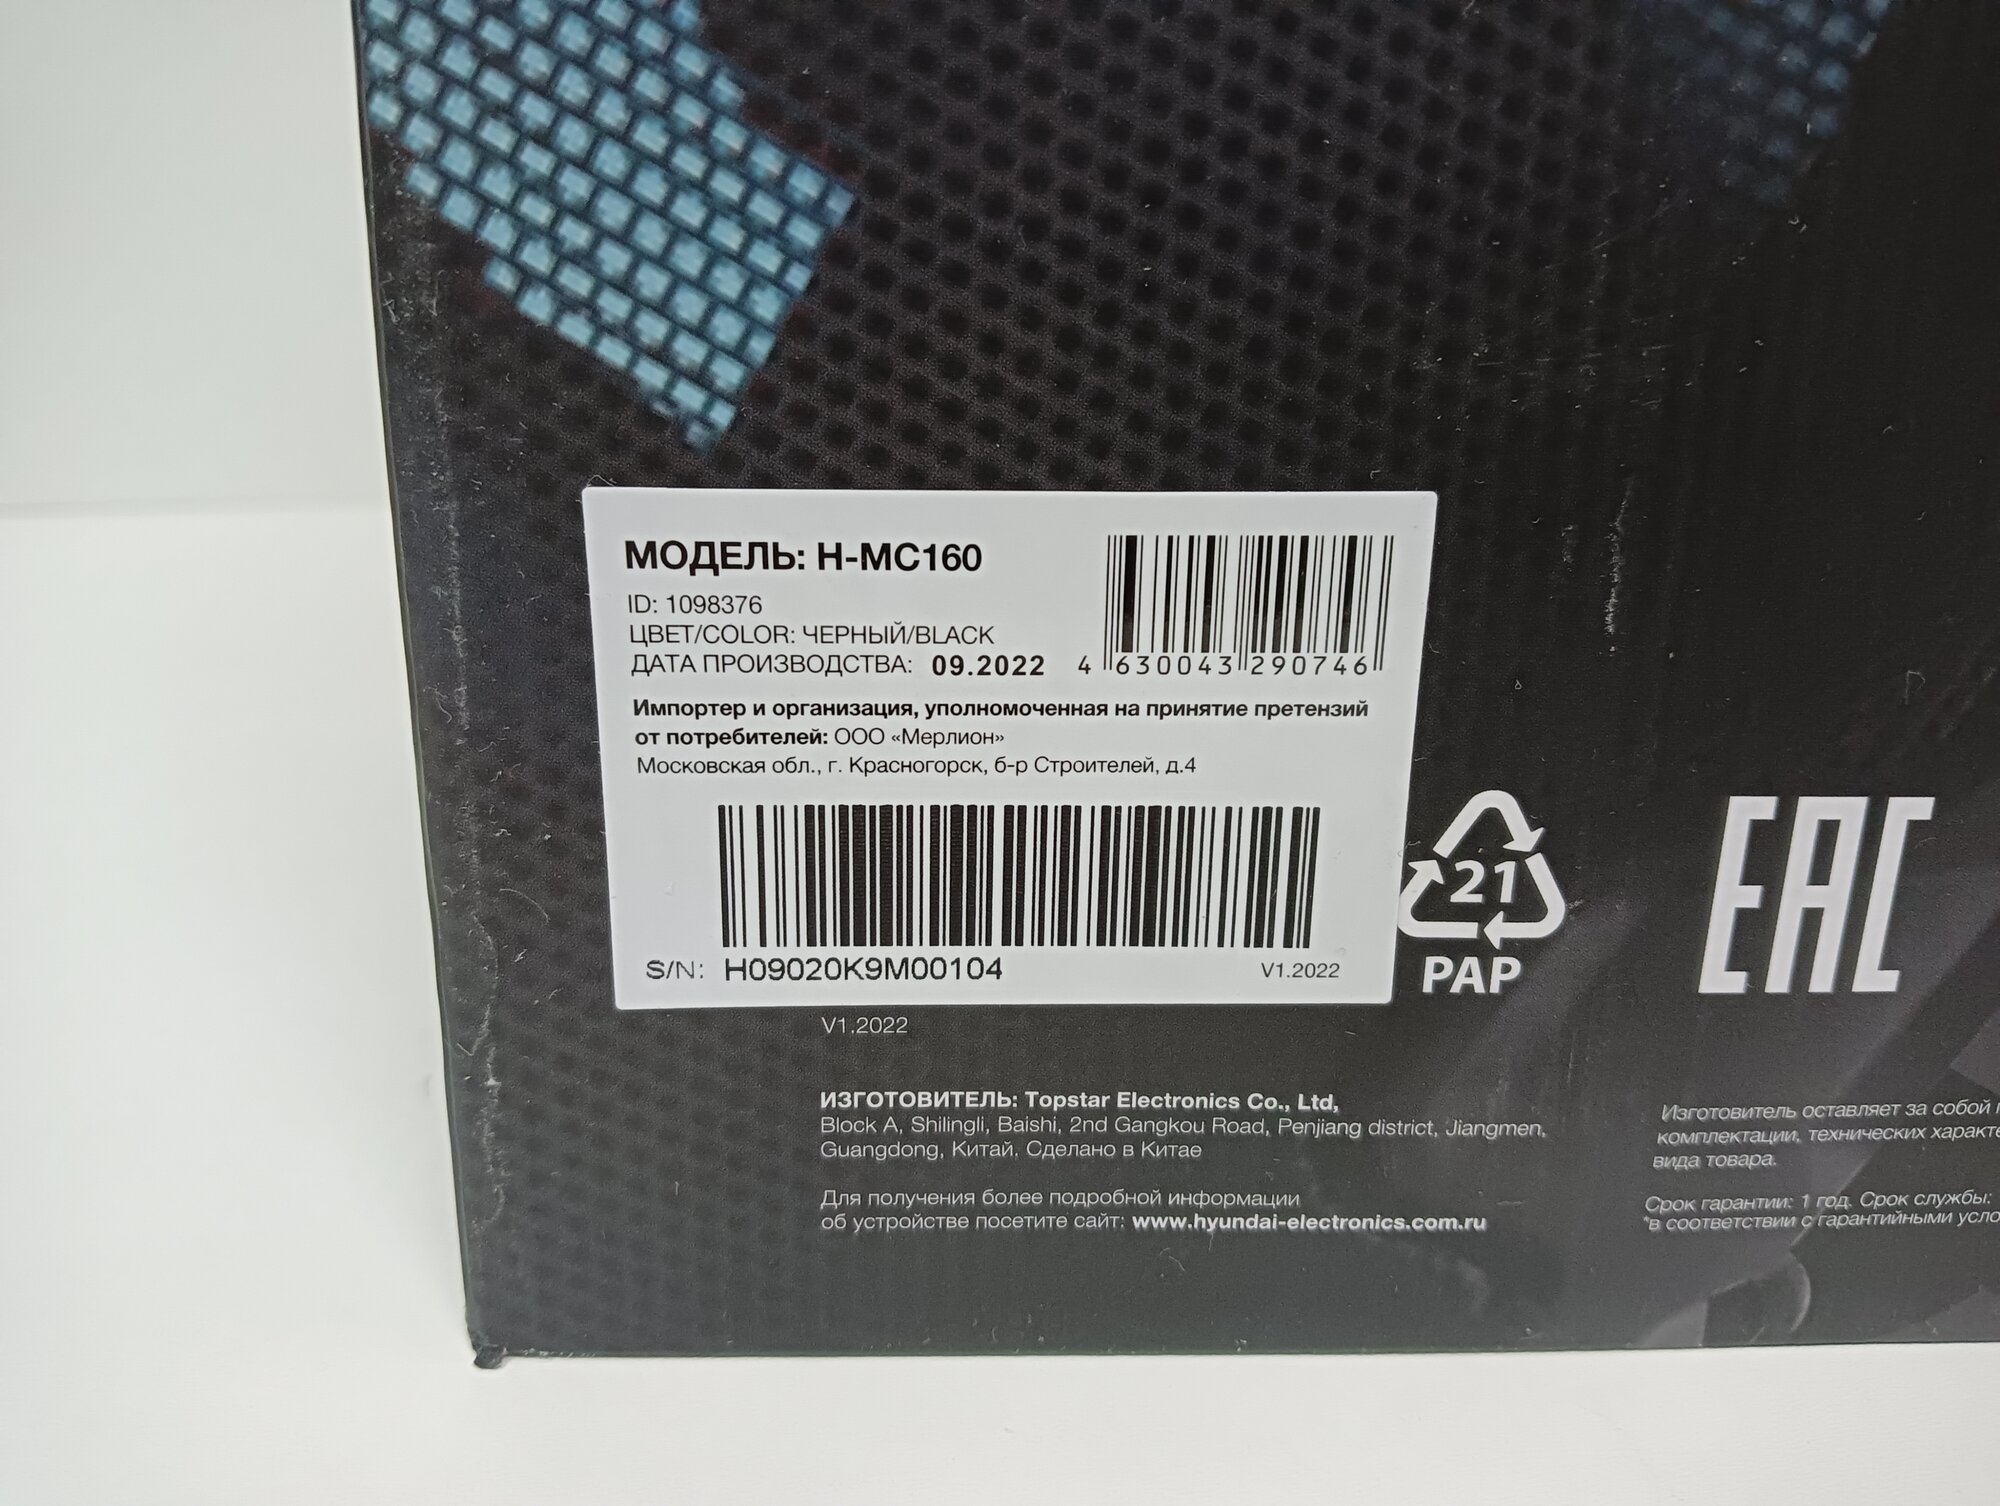 МОДЕЛЬ: H-MC160
ID: 1098376
ЦВЕТ/COLOR: ЧЕРНЫЙ/BLACK
ДАТА ПРОИЗВОДСТВА: 09.2022
4 630043 290746
Импортер и организация, уполномоченная на принятие претензий
от потребителей: ООО «Мерлион»
Московская обл., г. Красногорск, б-р Строителей, д.4
S/N: H09020K9M00104
V1.2022
21
PAP
EAC
V1.2022
ИЗГОТОВИТЕЛЬ: Topstar Electronics Co., Ltd,
Block A, Shilingli, Baishi, 2nd Gangkou Road, Penjiang district, Jiangmen,
Guangdong, Китай. Сделано в Китае
Для получения более подробной информации
об устройстве посетите сайт: www.hyundai-electronics.com.ru
Изготовитель оставляет за собой
комплектации, технических
вида товара.
Срок гарантии: 1 год. Срок службы:
*в соответствии с гарантийными